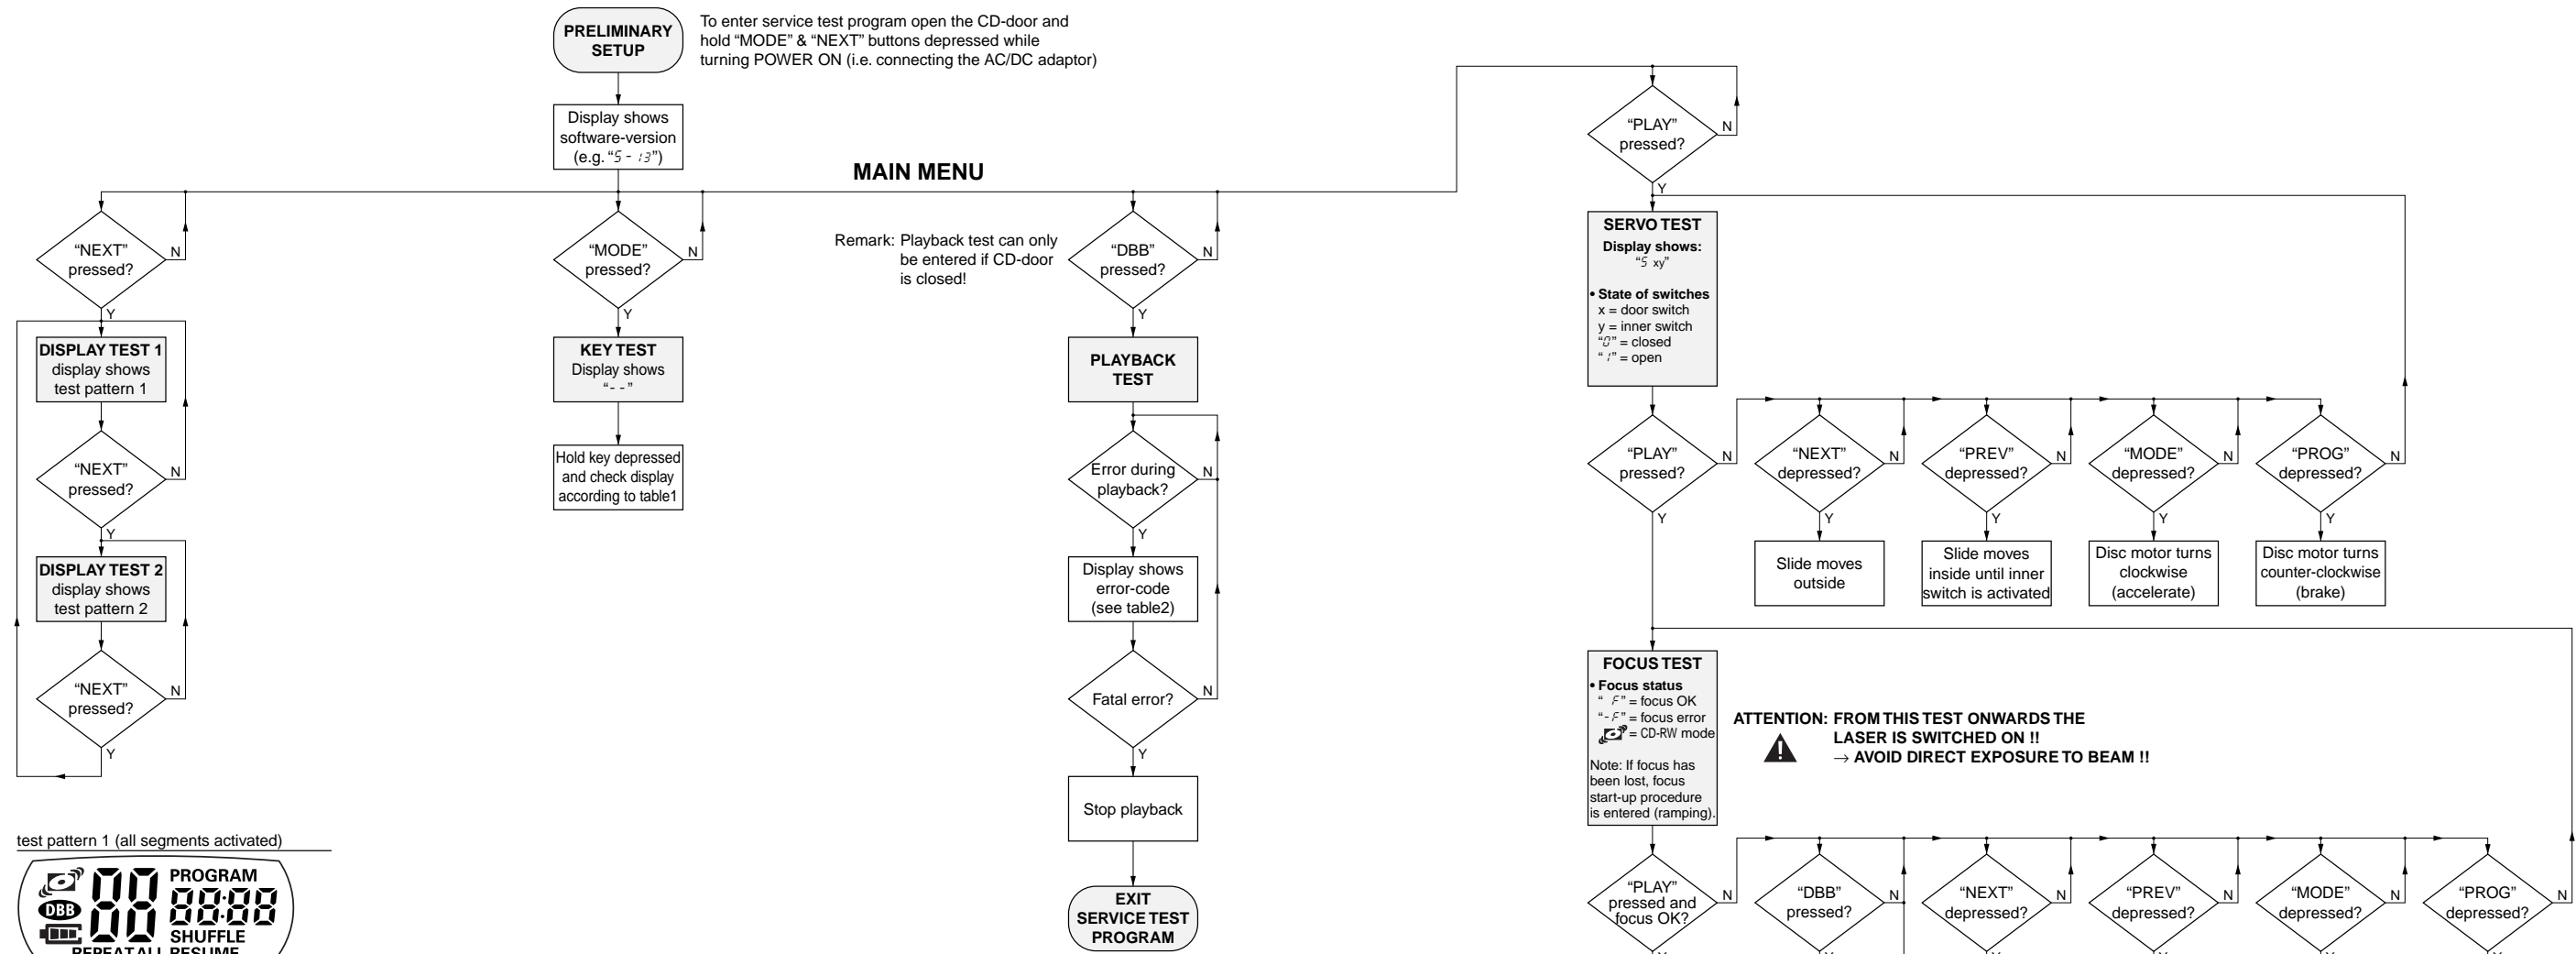 PRELIMINARY
SETUP
To enter service test program open the CD-door and
hold “MODE” & “NEXT” buttons depressed while
turning POWER ON (i.e. connecting the AC/DC adaptor)
Display shows
software-version
(e.g. “5 - 13”)
MAIN MENU
“NEXT”
pressed?
N
Y
DISPLAY TEST 1
display shows
test pattern 1
“NEXT”
pressed?
N
Y
DISPLAY TEST 2
display shows
test pattern 2
“NEXT”
pressed?
N
Y
“MODE”
pressed?
N
Y
KEY TEST
Display shows
“- -”
Hold key depressed
and check display
according to table1
Remark: Playback test can only
be entered if CD-door
is closed!
“DBB”
pressed?
N
Y
PLAYBACK
TEST
Error during
playback?
N
Y
Display shows
error-code
(see table2)
Fatal error?
N
Y
Stop playback
EXIT
SERVICE TEST
PROGRAM
“PLAY”
pressed?
N
Y
SERVO TEST
Display shows:
“5 xy”
• State of switches
x = door switch
y = inner switch
“0” = closed
“1” = open
“PLAY”
pressed?
N
Y
“NEXT”
depressed?
N
Y
Slide moves
outside
“PREV”
depressed?
N
Y
Slide moves
inside until inner
switch is activated
“MODE”
depressed?
N
Y
Disc motor turns
clockwise
(accelerate)
“PROG”
depressed?
N
Y
Disc motor turns
counter-clockwise
(brake)
FOCUS TEST
• Focus status
“ F” = focus OK
“-F” = focus error
= CD-RW mode
Note: If focus has
been lost, focus
start-up procedure
is entered (ramping).
ATTENTION: FROM THIS TEST ONWARDS THE
LASER IS SWITCHED ON !!
→ AVOID DIRECT EXPOSURE TO BEAM !!
“PLAY”
pressed and
focus OK?
N
Y
“DBB”
pressed?
N
Y
“NEXT”
depressed?
N
Y
“PREV”
depressed?
N
Y
“MODE”
depressed?
N
Y
“PROG”
depressed?
N
Y
test pattern 1 (all segments activated)
PROGRAM
DBB
88
88:88
SHUFFLE
REPEAT ALL RESUME